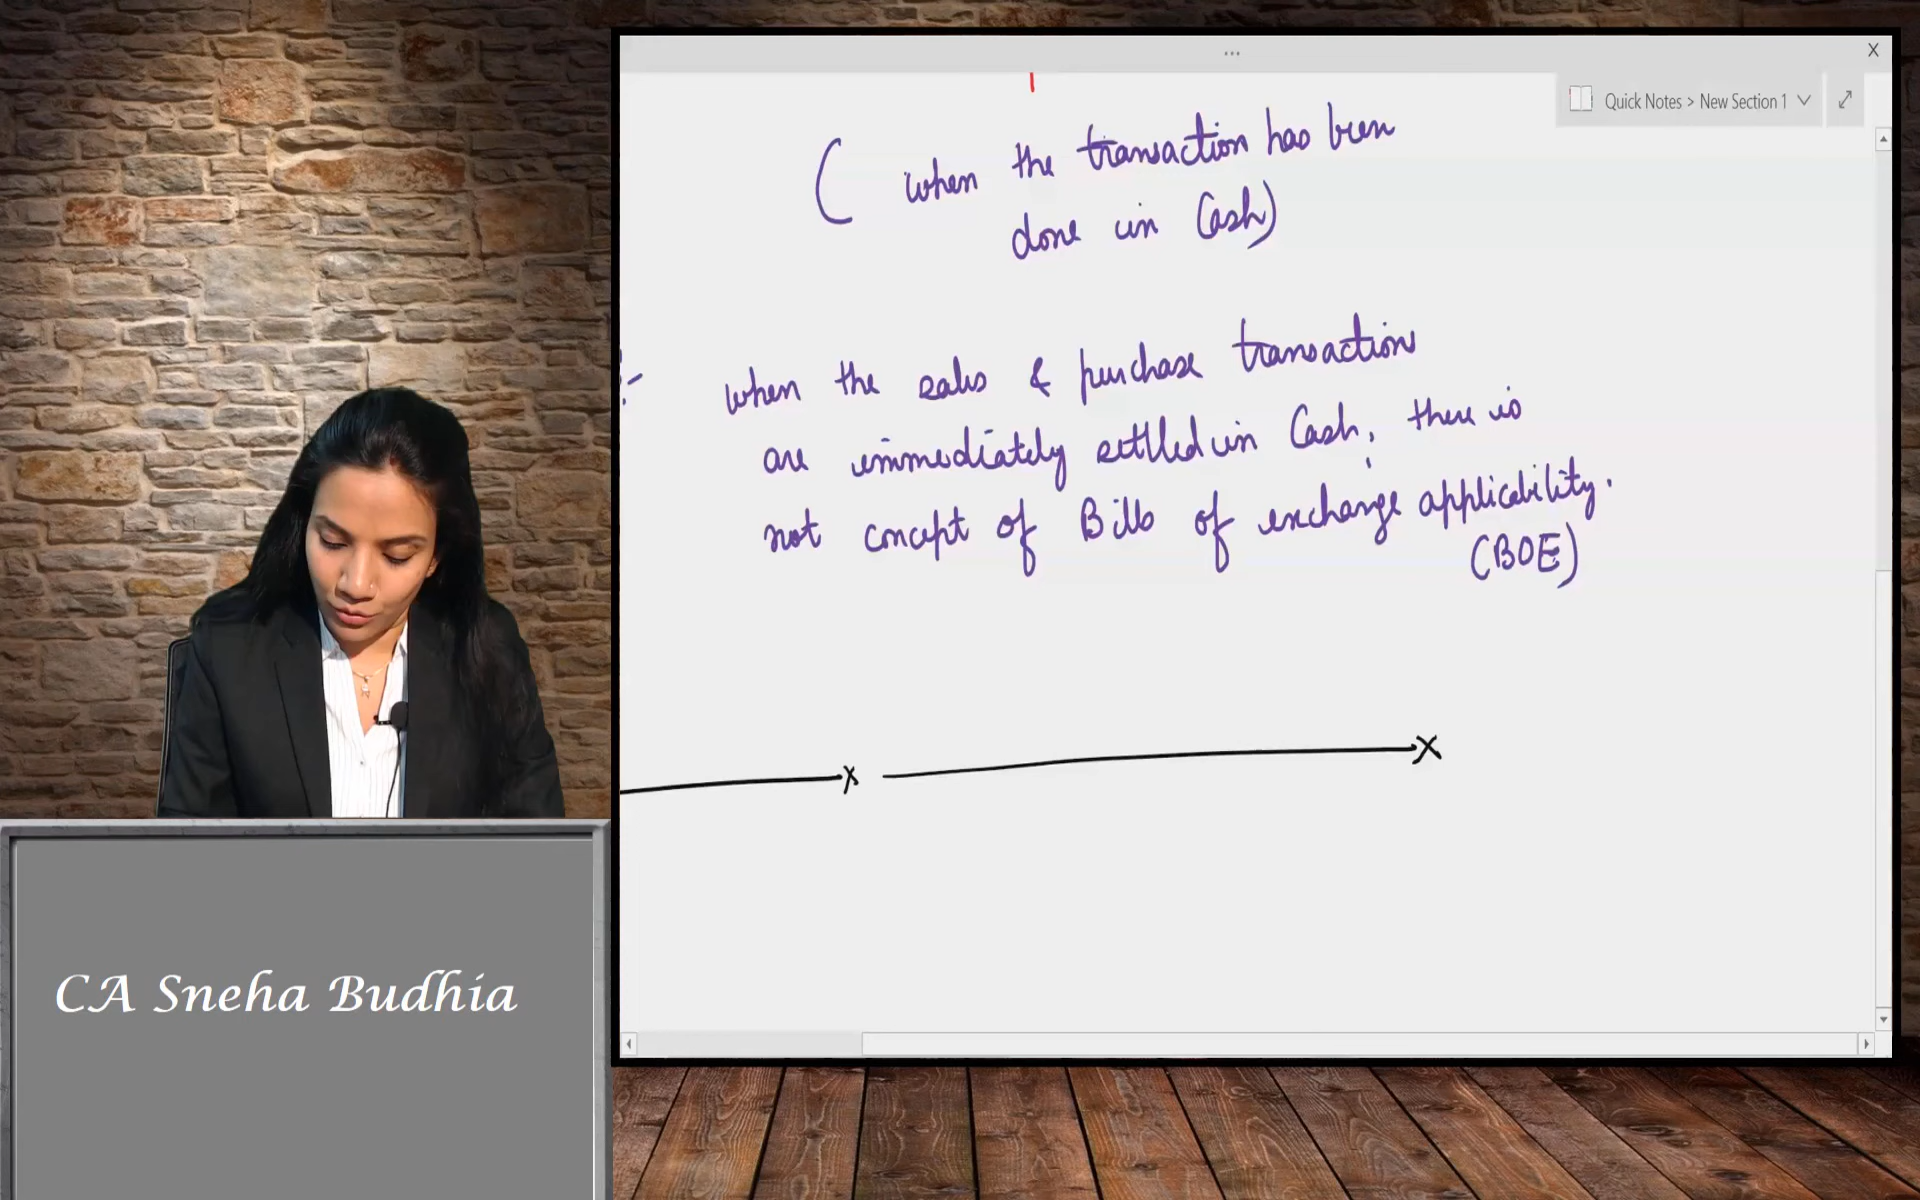 ...
X
Quick Notes > New Section 1
( when the transaction has been
done in Cash)
:- when the sales & purchase transactions
are immediately settled in Cash, there is
not concept of Bills of exchange applicability.
(BOE)
x x
CA Sneha Budhia